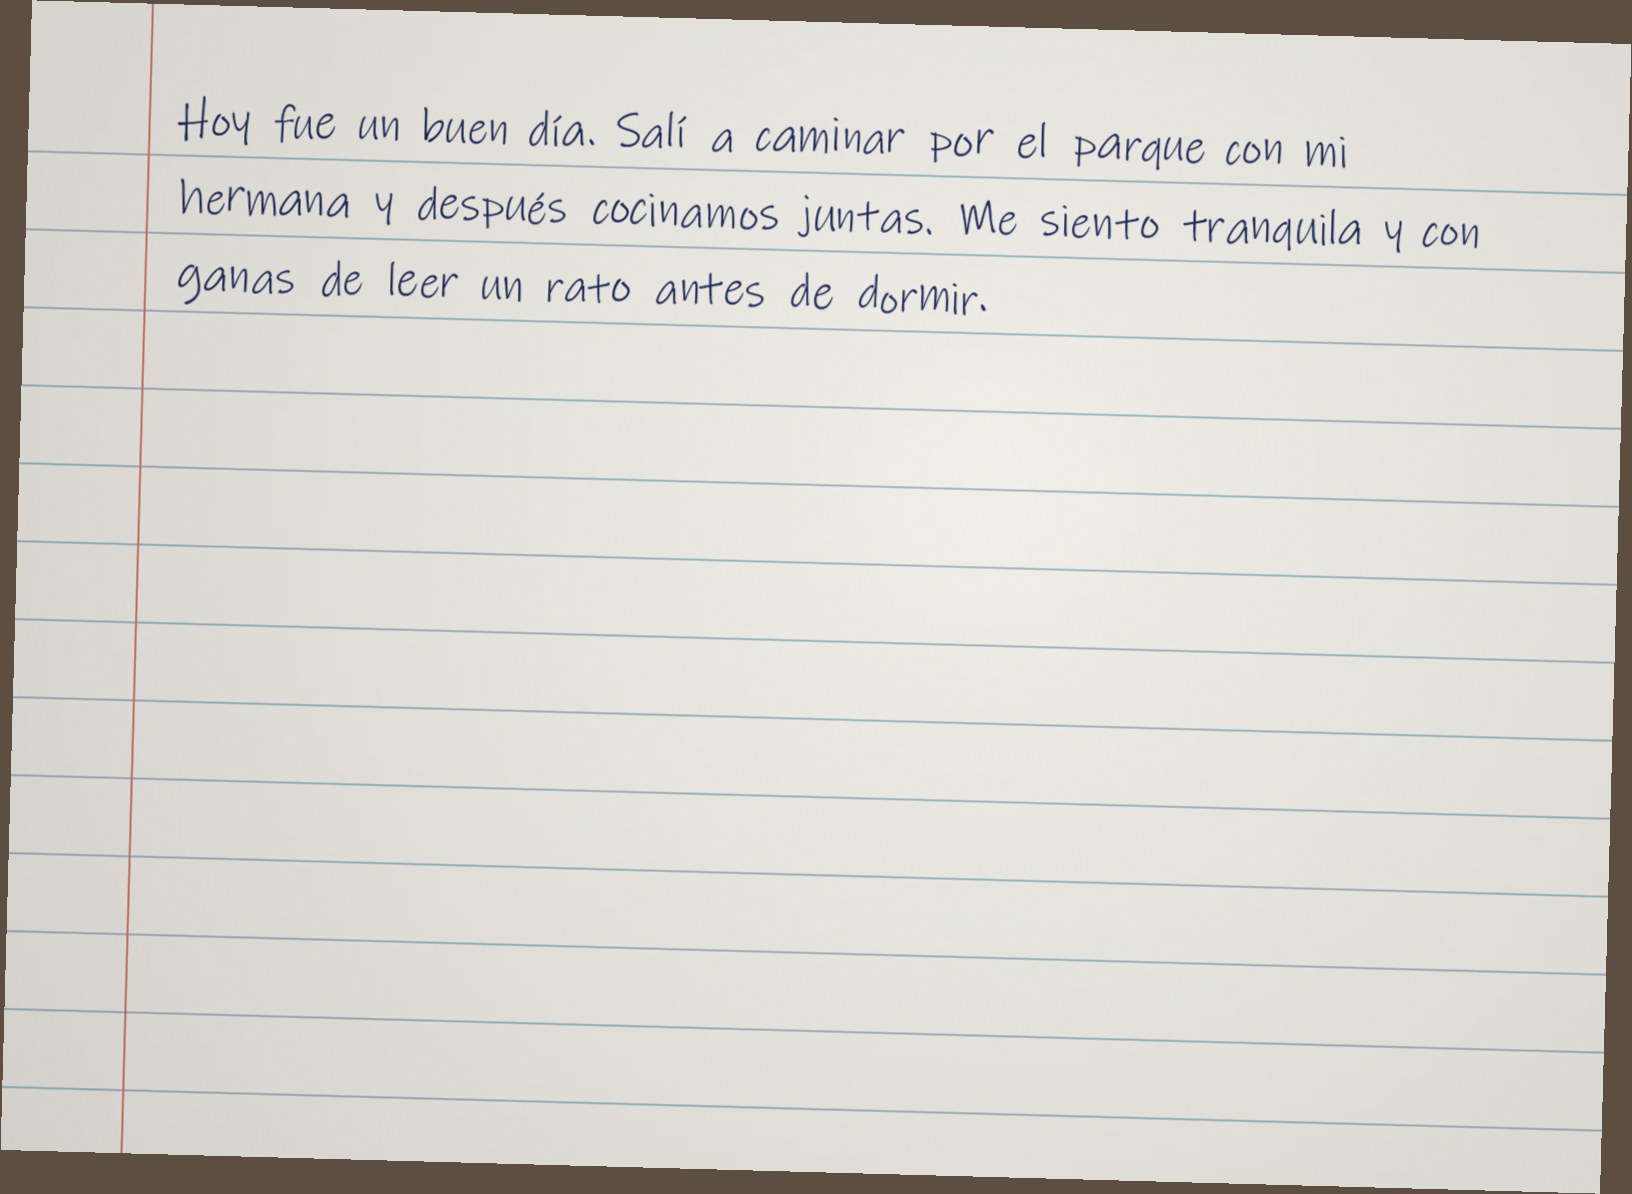 Hoy fue un buen día. Salí a caminar por el parque con mi
hermana y después cocinamos juntas. Me siento tranquila y con
ganas de leer un rato antes de dormir.